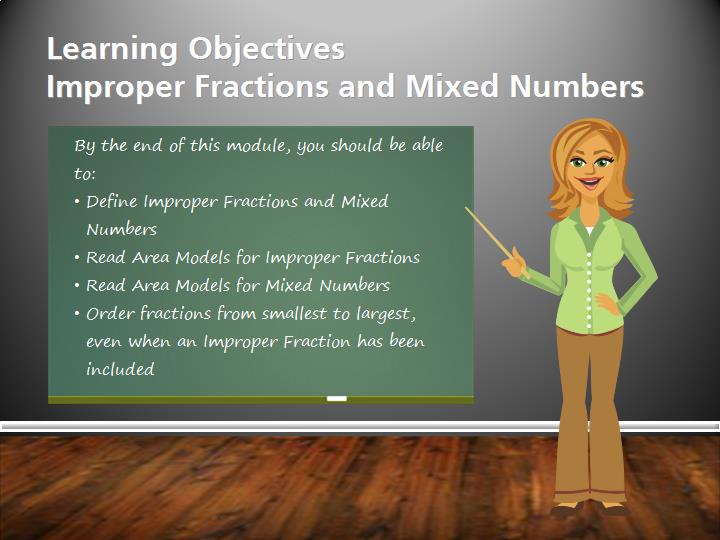 Learning Objectives
Improper Fractions and Mixed Numbers
By the end of this module, you should be able
to:
• Define Improper Fractions and Mixed
Numbers
• Read Area Models for Improper Fractions
• Read Area Models for Mixed Numbers
• Order fractions from smallest to largest,
even when an Improper Fraction has been
included